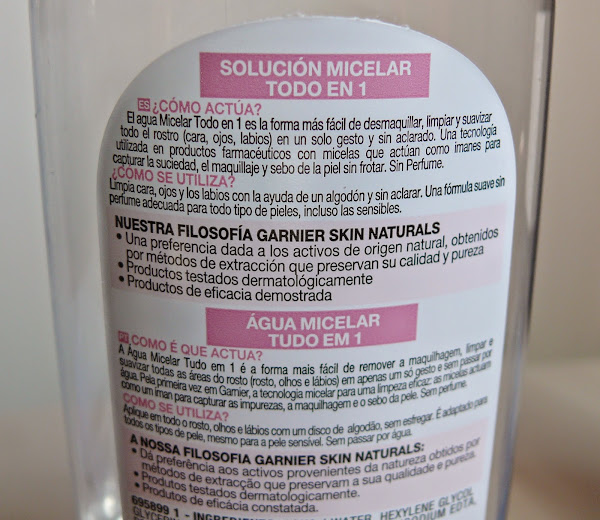 SOLUCIÓN MICELAR
TODO EN 1
ES ¿CÓMO ACTÚA?
El agua Micelar Todo en 1 es la forma más fácil de desmaquillar, limpiar y suavizar
todo el rostro (cara, ojos, labios) en un solo gesto y sin aclarado. Una tecnología
utilizada en productos farmacéuticos con micelas que actúan como imanes para
capturar la suciedad, el maquillaje y sebo de la piel sin frotar. Sin Perfume.
¿CÓMO SE UTILIZA?
Limpia cara, ojos y los labios con la ayuda de un algodón y sin aclarar. Una fórmula suave sin
perfume adecuada para todo tipo de pieles, incluso las sensibles.
NUESTRA FILOSOFÍA GARNIER SKIN NATURALS
• Una preferencia dada a los activos de origen natural, obtenidos
por métodos de extracción que preservan su calidad y pureza
• Productos testados dermatológicamente
• Productos de eficacia demostrada
ÁGUA MICELAR
TUDO EM 1
PT COMO É QUE ACTUA?
A Água Micelar Tudo em 1 é a forma mais fácil de remover a maquilhagem, limpar e
suavizar todas as áreas do rosto (rosto, olhos e lábios) em apenas um só gesto e sem passar por
água. Pela primeira vez em Garnier, a tecnologia micelar para uma limpeza eficaz: as micelas actuam
como um íman para capturar as impurezas, a maquilhagem e o sebo da pele. Sem perfume.
COMO SE UTILIZA?
Aplique em todo o rosto, olhos e lábios com um disco de algodão, sem esfregar. É adaptado para
todos os tipos de pele, mesmo para a pele sensível. Sem passar por água.
A NOSSA FILOSOFIA GARNIER SKIN NATURALS:
• Dá preferência aos activos provenientes da natureza obtidos por
métodos de extracção que preservam a sua qualidade e pureza.
• Produtos testados dermatologicamente.
• Produtos de eficácia constatada.
695899 1 - WATER, HEXYLENE GLYCOL,
EDTA,